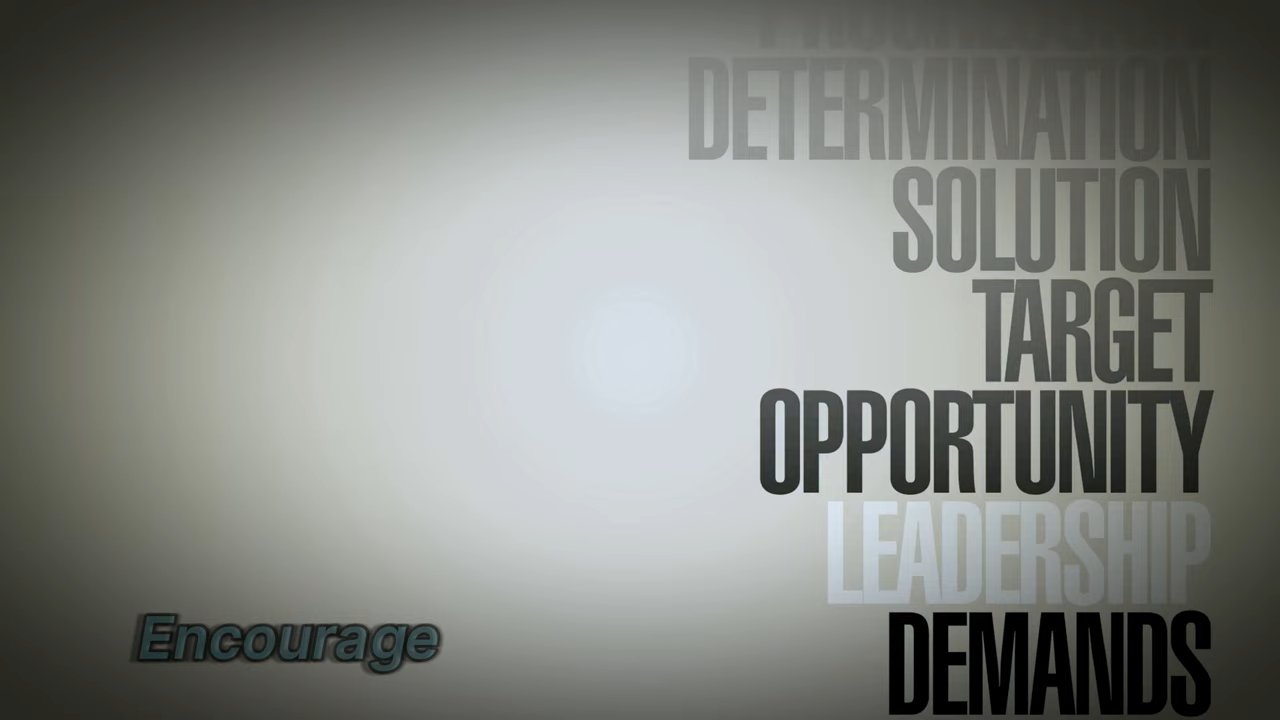 DETERMINATION
SOLUTION
TARGET
OPPORTUNITY
LEADERSHIP
DEMANDS
Encourage